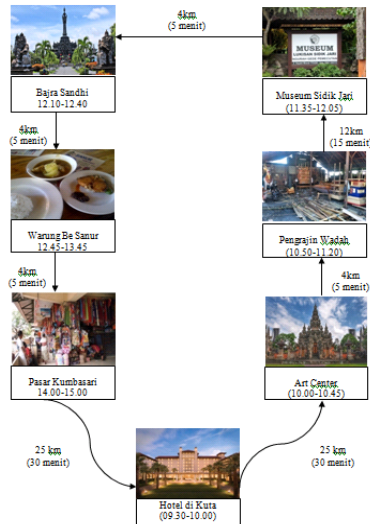 4km
(5 menit)
MUSEUM
Bajra Sandhi
12.10-12.40
Museum Sidik Jari
(11.35-12.05)
4km
(5 menit)
12km
(15 menit)
Warung Be Sanur
12.45-13.45
Pengrajin Wadah
(10.50-11.20)
4km
(5 menit)
4km
(5 menit)
Pasar Kumbasari
14.00-15.00
Art Center
(10.00-10.45)
25 km
(30 menit)
25 km
(30 menit)
Hotel di Kuta
(09.30-10.00)